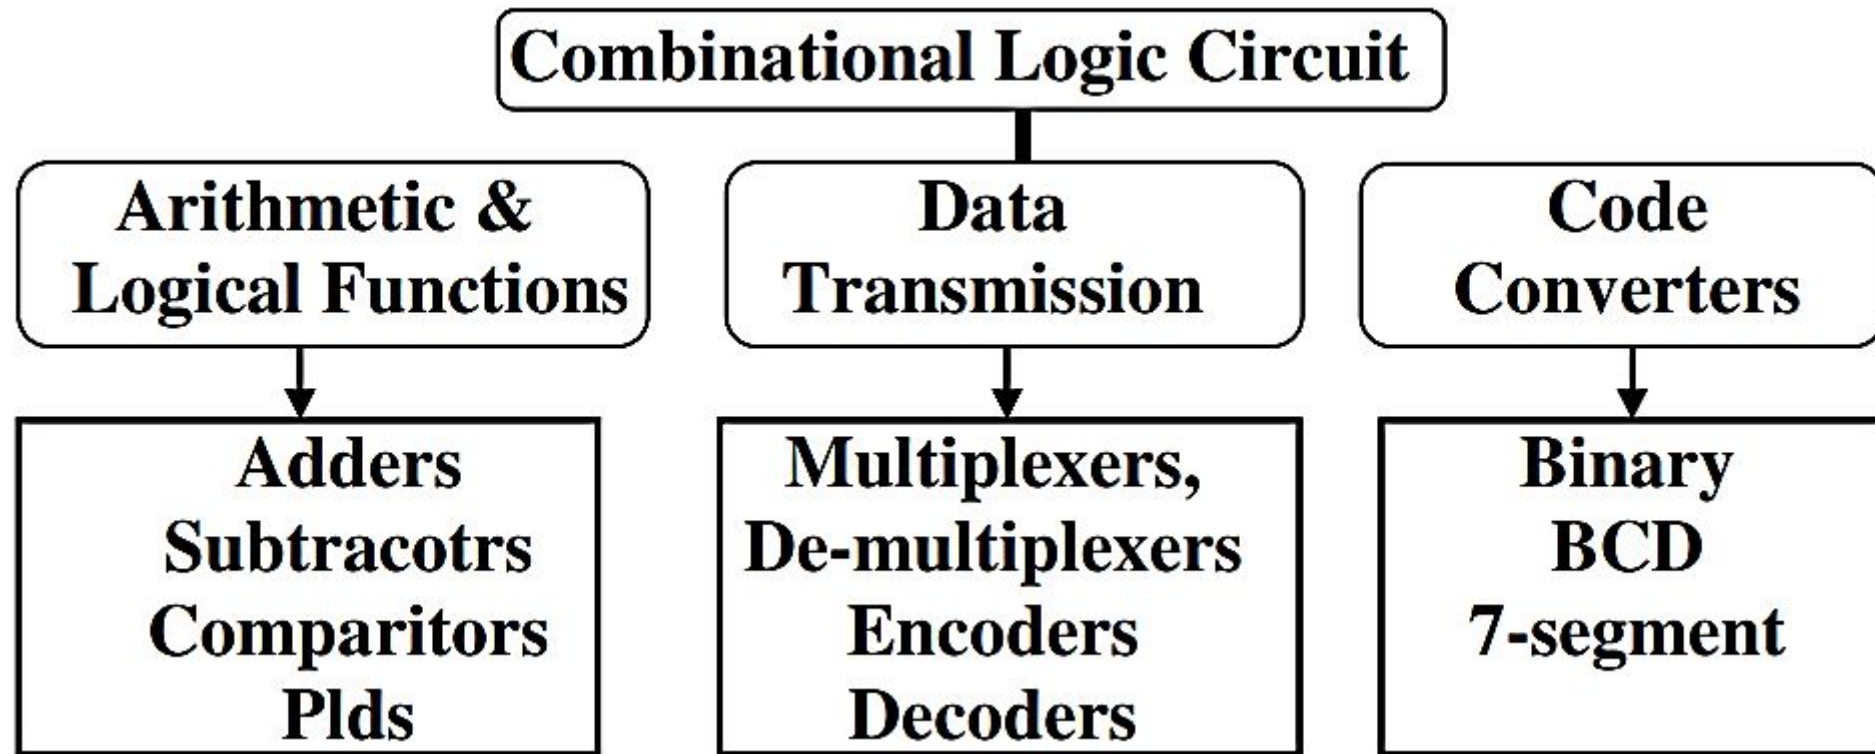 Combinational Logic Circuit
Arithmetic &
Logical Functions
Data
Transmission
Code
Converters
Adders
Subtracotrs
Comparitors
Plds
Multiplexers,
De-multiplexers
Encoders
Decoders
Binary
BCD
7-segment